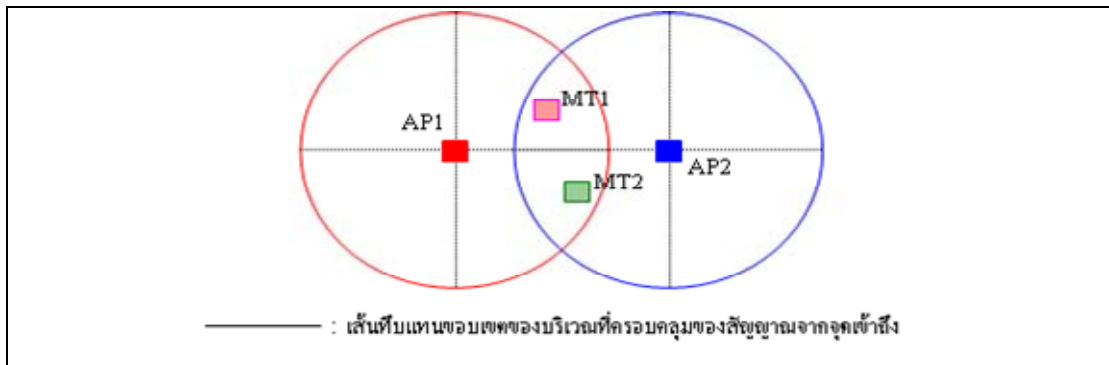 MT1
AP1
AP2
MT2
: เส้นทึบแทนขอบเขตของบริเวณที่ครอบคลุมของสัญญาณจากจุดเข้าถึง